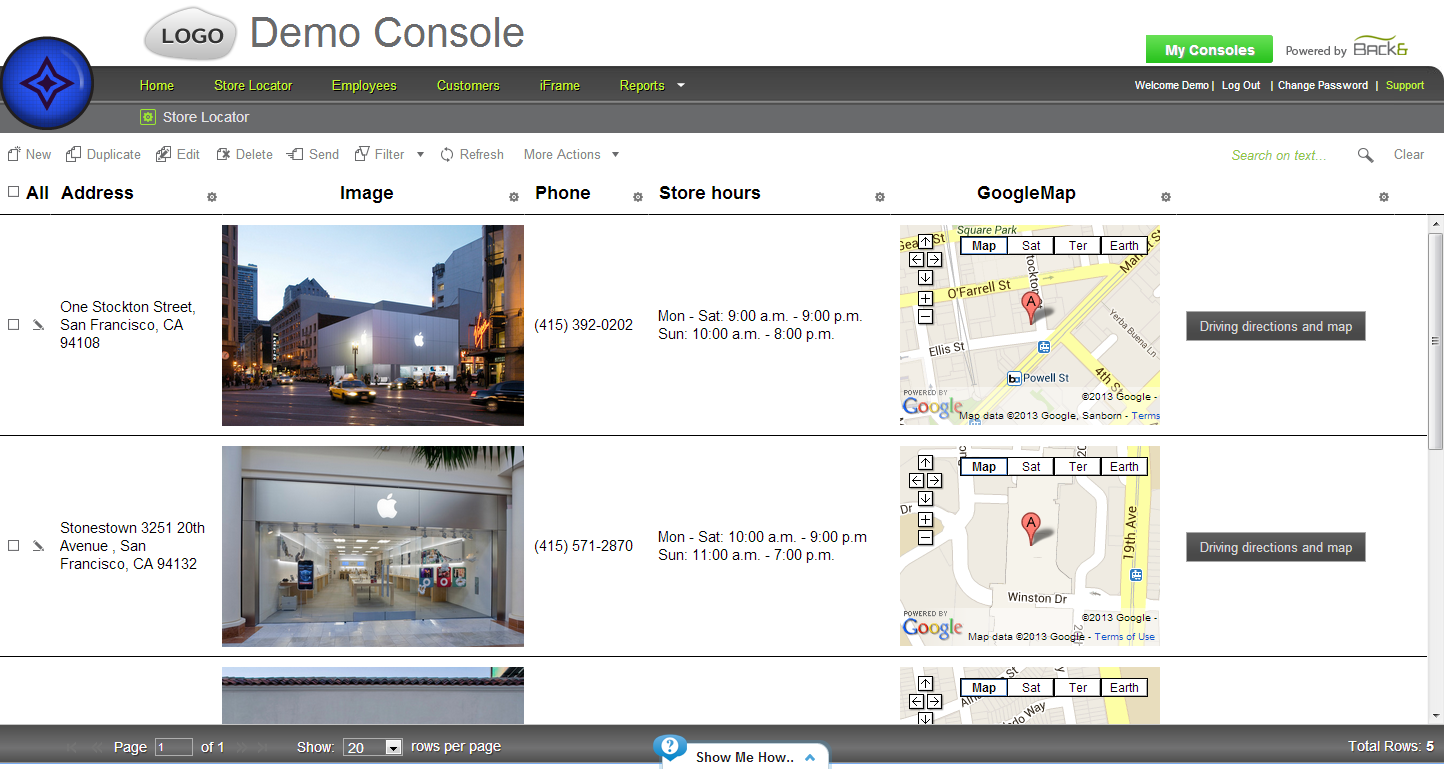 LOGO Demo Console
My Consoles Powered by BACK&
Home Store Locator Employees Customers iFrame Reports
Welcome Demo | Log Out | Change Password | Support
Store Locator
New Duplicate Edit Delete Send Filter Refresh More Actions
Search on text... Clear
All Address Image Phone Store hours GoogleMap
One Stockton Street,
San Francisco, CA
94108
(415) 392-0202
Mon - Sat: 9:00 a.m. - 9:00 p.m.
Sun: 10:00 a.m. - 8:00 p.m.
Square Park
Map Sat Ter Earth
Market St
O'Farrell St
Yerba Buena Ln
Ellis St
Powell St
4th St
POWERED BY
Google
©2013 Google -
Map data ©2013 Google, Sanborn - Terms
Driving directions and map
Stonestown 3251 20th
Avenue , San
Francisco, CA 94132
(415) 571-2870
Mon - Sat: 10:00 a.m. - 9:00 p.m
Sun: 11:00 a.m. - 7:00 p.m.
Map Sat Ter Earth
Dr
19th Ave
Winston Dr
POWERED BY
Google
©2013 Google -
Map data ©2013 Google - Terms of Use
Driving directions and map
Map Sat Ter Earth
Way
Page 1 of 1 Show: 20 rows per page
? Show Me How..
Total Rows: 5